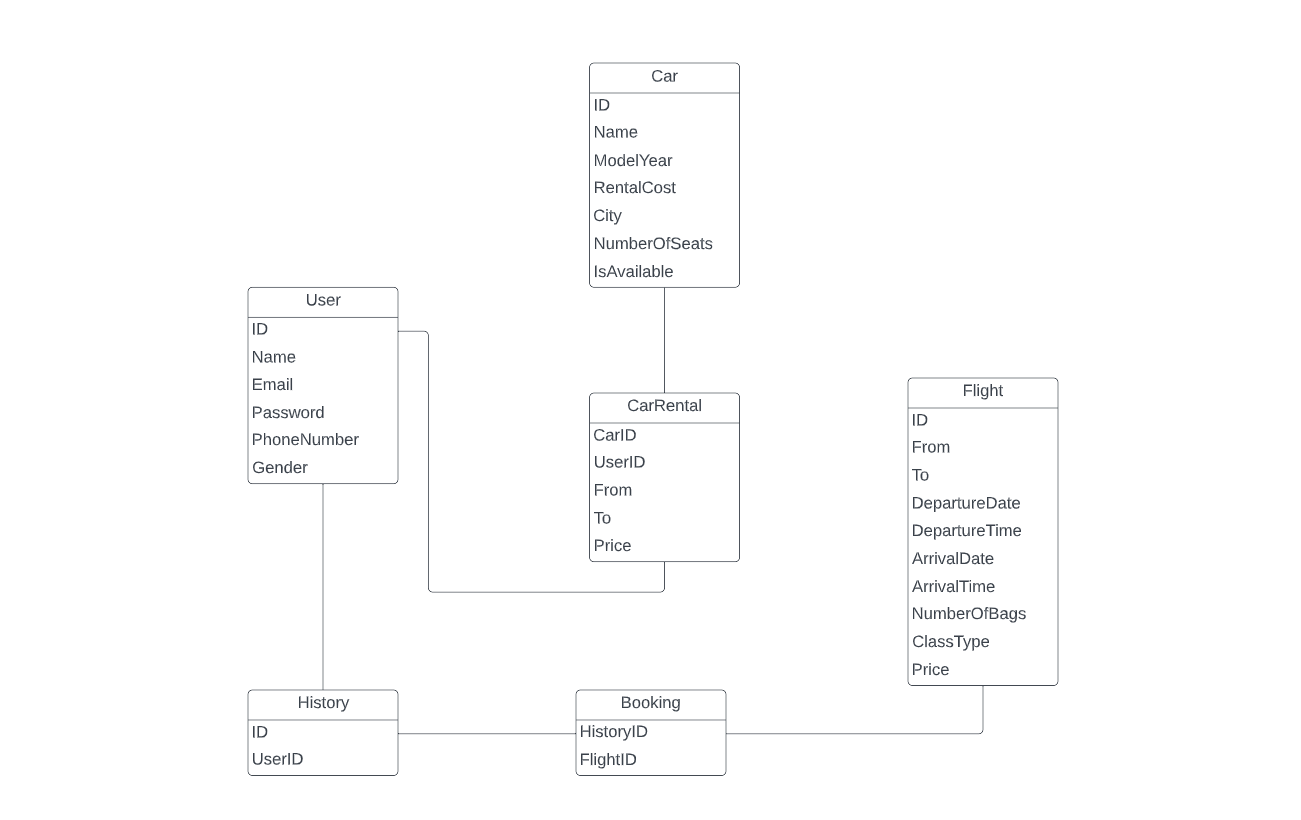 Car
ID
Name
ModelYear
RentalCost
City
NumberOfSeats
IsAvailable
User
ID
Name
Email
Password
PhoneNumber
Gender
CarRental
CarID
UserID
From
To
Price
Flight
ID
From
To
DepartureDate
DepartureTime
ArrivalDate
ArrivalTime
NumberOfBags
ClassType
Price
History
ID
UserID
Booking
HistoryID
FlightID